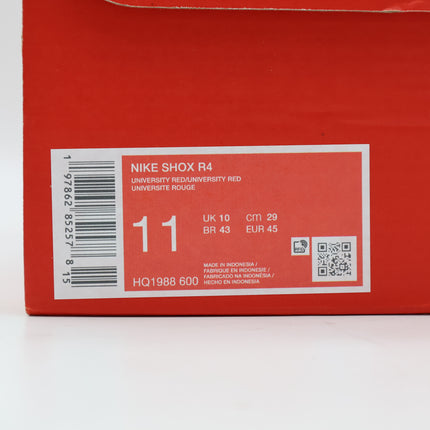 NIKE SHOX R4
UNIVERSITY RED/UNIVERSITY RED
UNIVERSITE ROUGE
11
UK 10 cm 29
BR 43 EUR 45
HQ1988 600
MADE IN INDONESIA /
FABRIQUE EN INDONESIE /
FABRICADO NA INDONÉSIA /
HECHO EN INDONESIA
1 97862 85257 8 15